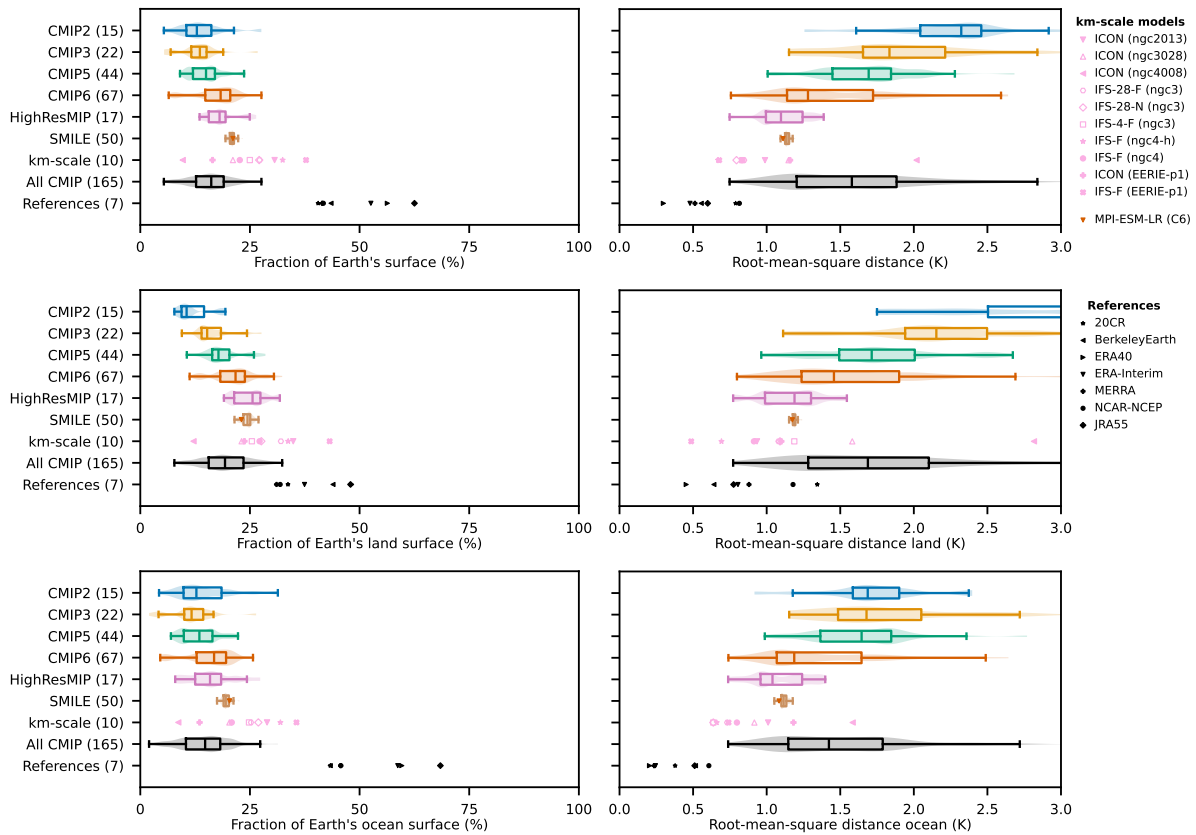 CMIP2 (15)
CMIP3 (22)
CMIP5 (44)
CMIP6 (67)
HighResMIP (17)
SMILE (50)
km-scale (10)
All CMIP (165)
References (7)
0 25 50 75 100
Fraction of Earth's surface (%)
0.0 0.5 1.0 1.5 2.0 2.5 3.0
Root-mean-square distance (K)
km-scale models
ICON (ngc2013)
ICON (ngc3028)
ICON (ngc4008)
IFS-28-F (ngc3)
IFS-28-N (ngc3)
IFS-4-F (ngc3)
IFS-F (ngc4-h)
IFS-F (ngc4)
ICON (EERIE-p1)
IFS-F (EERIE-p1)
MPI-ESM-LR (C6)
CMIP2 (15)
CMIP3 (22)
CMIP5 (44)
CMIP6 (67)
HighResMIP (17)
SMILE (50)
km-scale (10)
All CMIP (165)
References (7)
0 25 50 75 100
Fraction of Earth's land surface (%)
0.0 0.5 1.0 1.5 2.0 2.5 3.0
Root-mean-square distance land (K)
References
20CR
BerkeleyEarth
ERA40
ERA-Interim
MERRA
NCAR-NCEP
JRA55
CMIP2 (15)
CMIP3 (22)
CMIP5 (44)
CMIP6 (67)
HighResMIP (17)
SMILE (50)
km-scale (10)
All CMIP (165)
References (7)
0 25 50 75 100
Fraction of Earth's ocean surface (%)
0.0 0.5 1.0 1.5 2.0 2.5 3.0
Root-mean-square distance ocean (K)